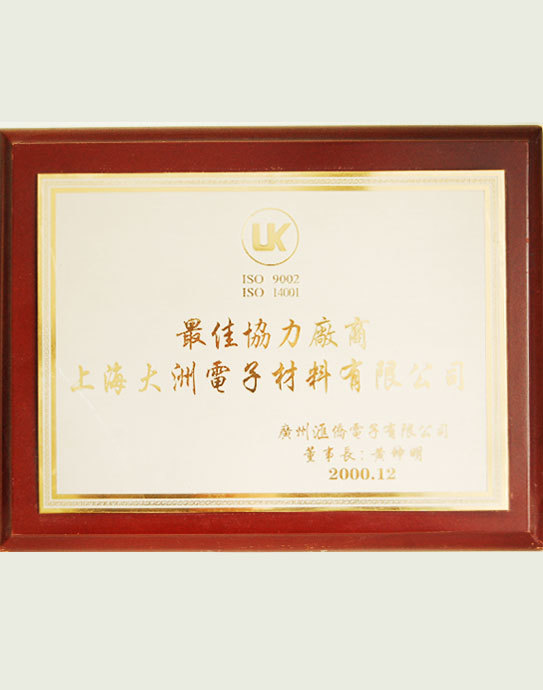 UK
ISO 9002
ISO 14001
最佳協力廠商
上海大洲電子材料有限公司
廣州滙僑電子有限公司
董事長:黄 明
2000.12